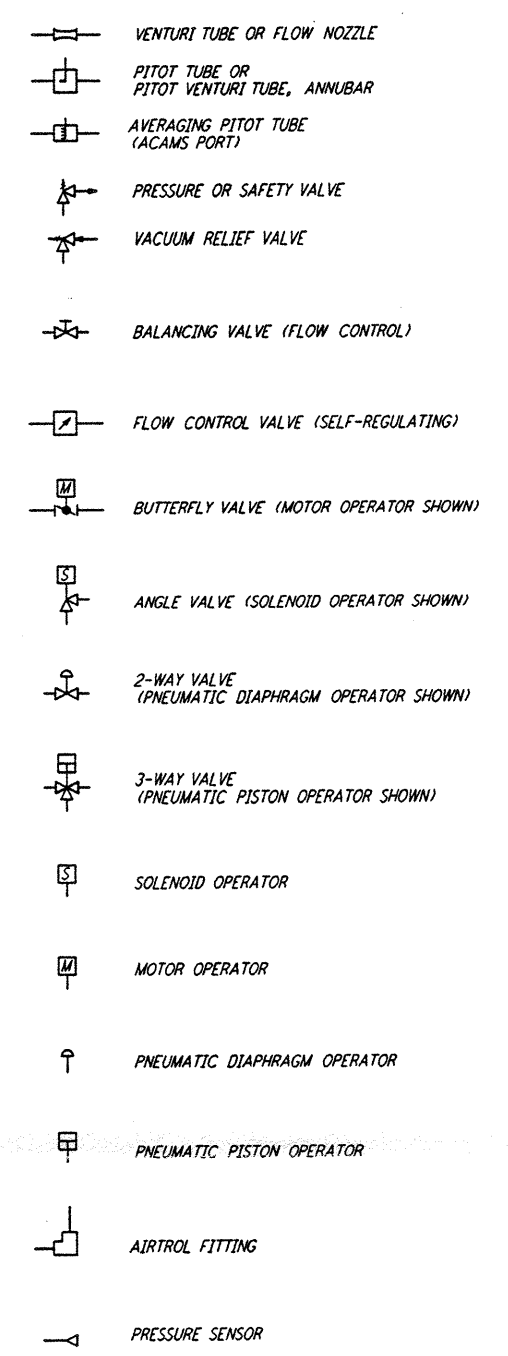 VENTURI TUBE OR FLOW NOZZLE
PITOT TUBE OR
PITOT VENTURI TUBE, ANNUBAR
AVERAGING PITOT TUBE
(ACAMS PORT)
PRESSURE OR SAFETY VALVE
VACUUM RELIEF VALVE
BALANCING VALVE (FLOW CONTROL)
FLOW CONTROL VALVE (SELF-REGULATING)
M
BUTTERFLY VALVE (MOTOR OPERATOR SHOWN)
S
ANGLE VALVE (SOLENOID OPERATOR SHOWN)
2-WAY VALVE
(PNEUMATIC DIAPHRAGM OPERATOR SHOWN)
3-WAY VALVE
(PNEUMATIC PISTON OPERATOR SHOWN)
S
SOLENOID OPERATOR
M
MOTOR OPERATOR
PNEUMATIC DIAPHRAGM OPERATOR
PNEUMATIC PISTON OPERATOR
AIRTROL FITTING
PRESSURE SENSOR